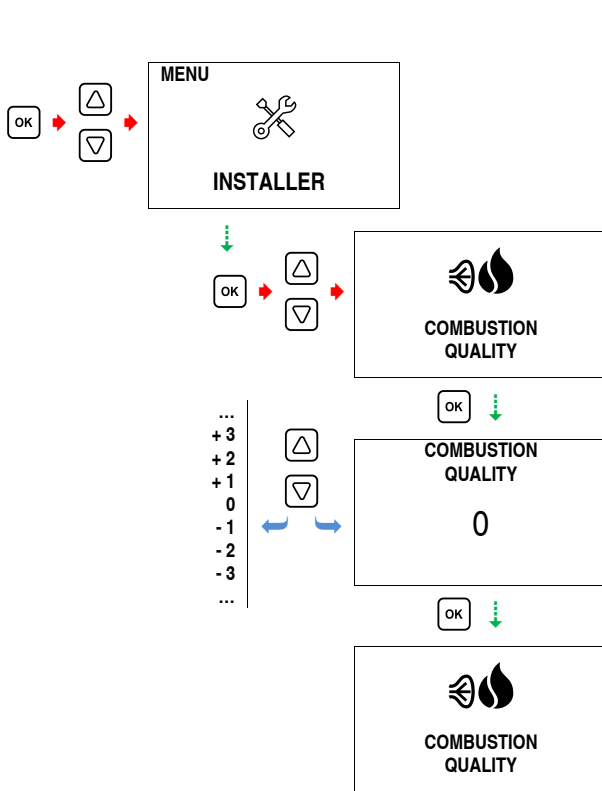 MENU
OK
INSTALLER
OK
COMBUSTION
QUALITY
OK
...
+ 3
+ 2
+ 1
0
- 1
- 2
- 3
...
COMBUSTION
QUALITY
0
OK
COMBUSTION
QUALITY